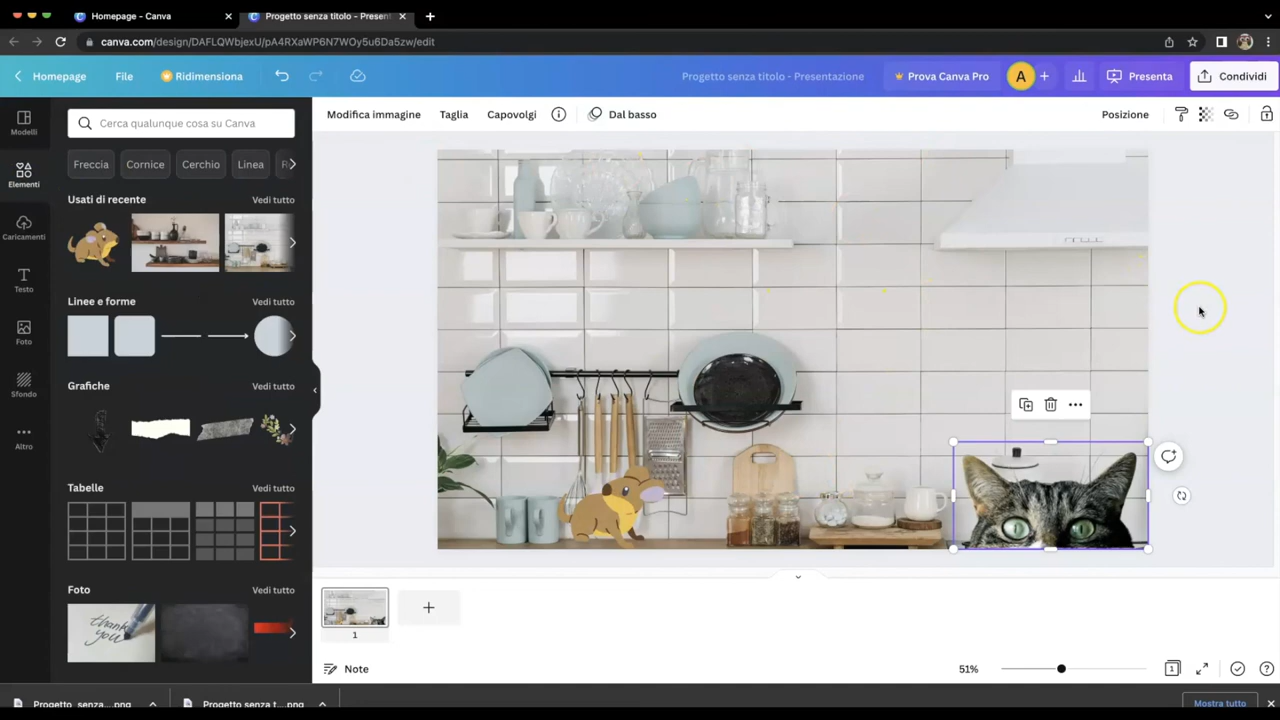 Homepage – Canva
Progetto senza titolo - Present
canva.com/design/DAFLQWbjexU/pA4RXaWP6N7WOy5u6Da5zw/edit
Homepage
File
Ridimensiona
Progetto senza titolo - Presentazione
Prova Canva Pro
A
Presenta
Condividi
Modelli
Elementi
Caricamenti
Testo
Foto
Sfondo
Altro
Cerca qualunque cosa su Canva
Freccia
Cornice
Cerchio
Linea
Usati di recente
Vedi tutto
Linee e forme
Vedi tutto
Grafiche
Vedi tutto
Tabelle
Vedi tutto
Foto
Vedi tutto
thank
you
Modifica immagine
Taglia
Capovolgi
Dal basso
Posizione
1
Note
51%
1
Progetto senza....png
Progetto senza t....png
Mostra tutto